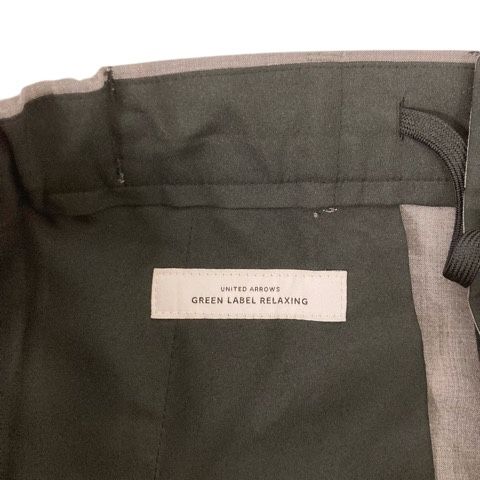 UNITED ARROWS
GREEN LABEL RELAXING